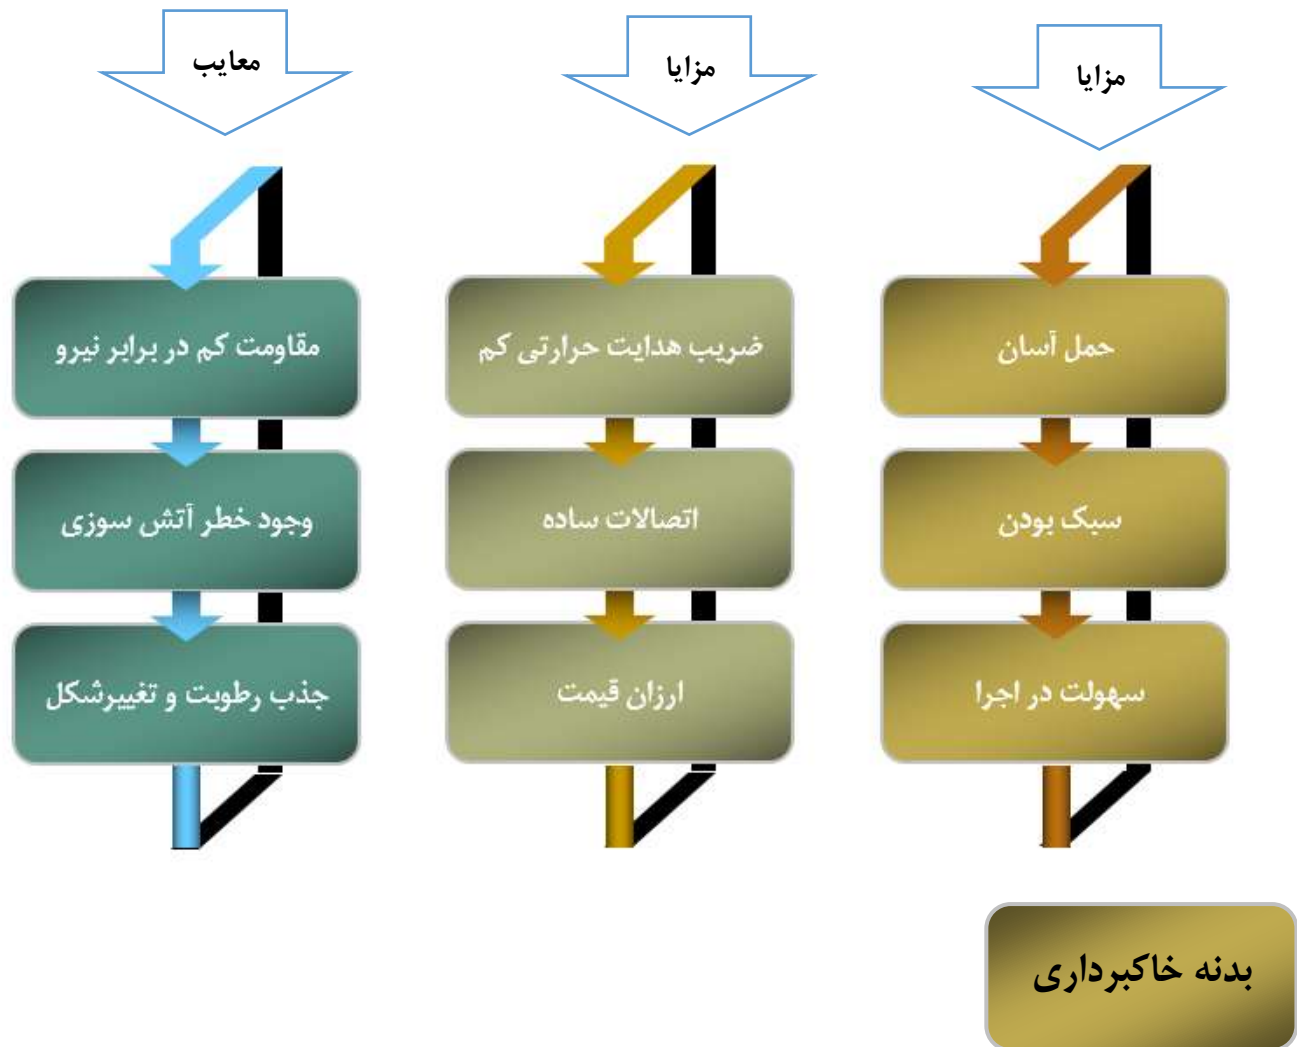 مزایا
حمل آسان
سبک بودن
سهولت در اجرا
مزایا
ضریب هدایت حرارتی کم
اتصالات ساده
ارزان قیمت
معایب
مقاومت کم در برابر نیرو
وجود خطر آتش سوزی
جذب رطوبت و تغییرشکل
بدنه خاکبرداری